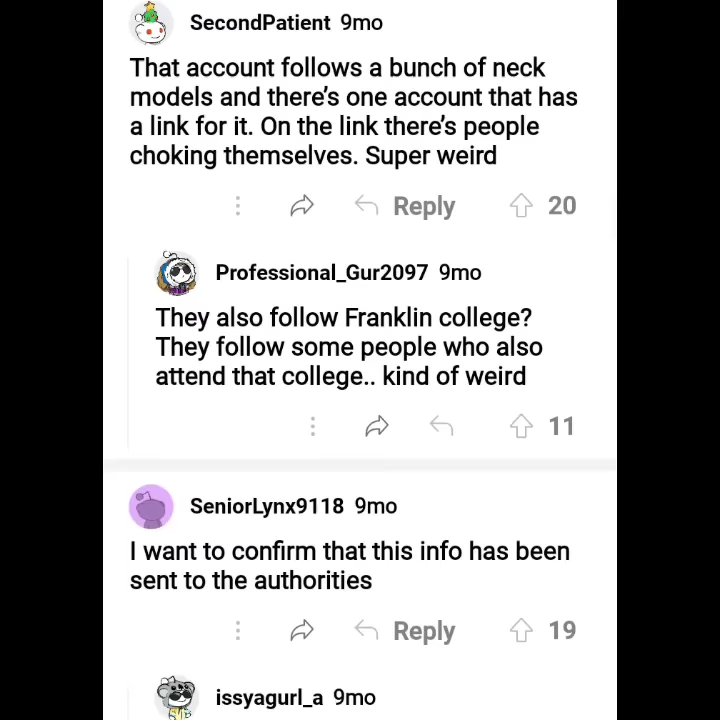 SecondPatient 9mo
That account follows a bunch of neck
models and there's one account that has
a link for it. On the link there's people
choking themselves. Super weird
Reply 20
Professional_Gur2097 9mo
They also follow Franklin college?
They follow some people who also
attend that college.. kind of weird
11
SeniorLynx9118 9mo
I want to confirm that this info has been
sent to the authorities
Reply 19
issyagurl_a 9mo